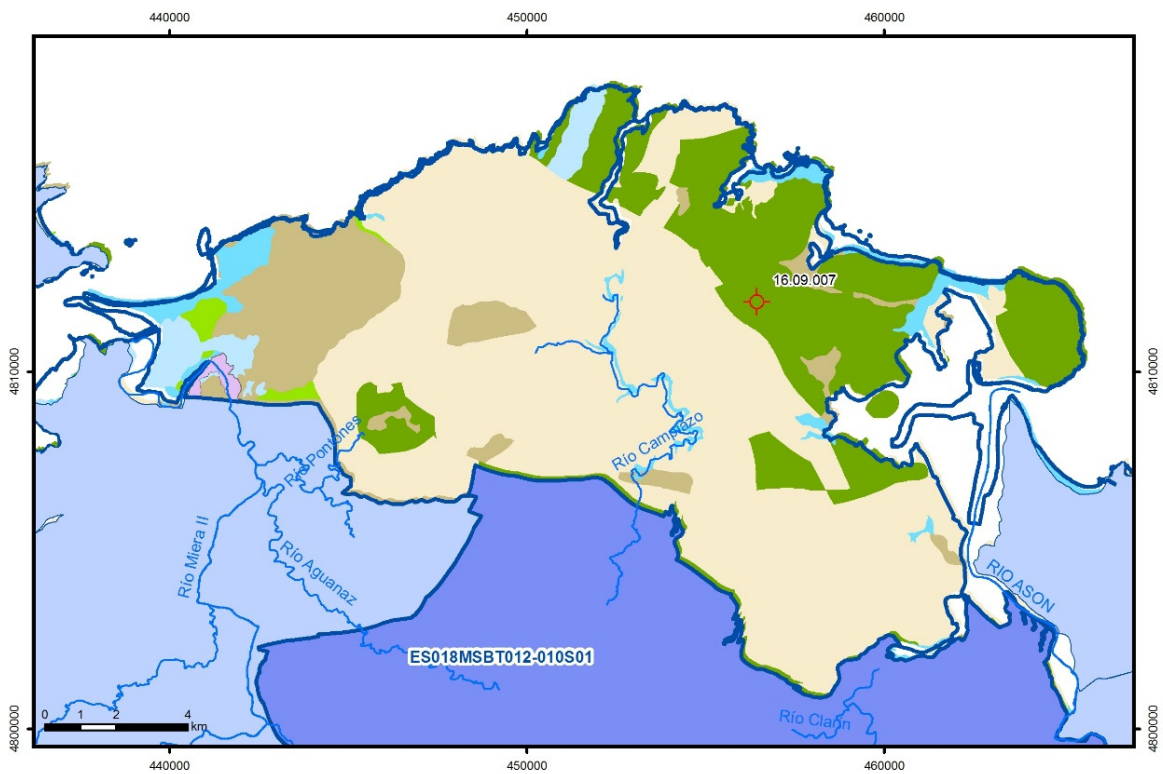 440000
450000
460000
16.09.007
4810000
4810000
Río Campiazo
Río Pontones
Río Miera II
Río Aguanaz
RIO ASON
ES018MSBT012-010S01
Río Clarin
0 1 2 4
km
4800000
4800000
440000
450000
460000